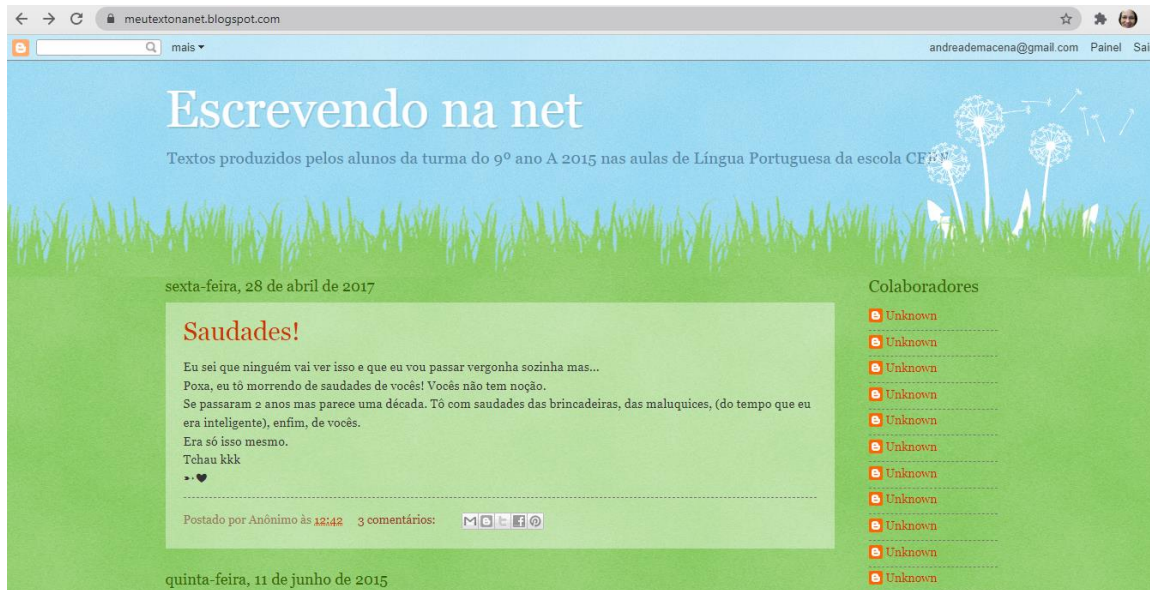 meutextonanet.blogspot.com
mais
andreademacena@gmail.com Painel Sai
Escrevendo na net
Textos produzidos pelos alunos da turma do 9º ano A 2015 nas aulas de Língua Portuguesa da escola
sexta-feira, 28 de abril de 2017
Saudades!
Eu sei que ninguém vai ver isso e que eu vou passar vergonha sozinha mas...
Poxa, eu tô morrendo de saudades de vocês! Vocês não tem noção.
Se passaram 2 anos mas parece uma década. Tô com saudades das brincadeiras, das maluquices, (do tempo que eu
era inteligente), enfim, de vocês.
Era só isso mesmo.
Tchau kkk
➵♥
Postado por Anônimo às 12:42 3 comentários:
quinta-feira, 11 de junho de 2015
Colaboradores
Unknown
Unknown
Unknown
Unknown
Unknown
Unknown
Unknown
Unknown
Unknown
Unknown
Unknown